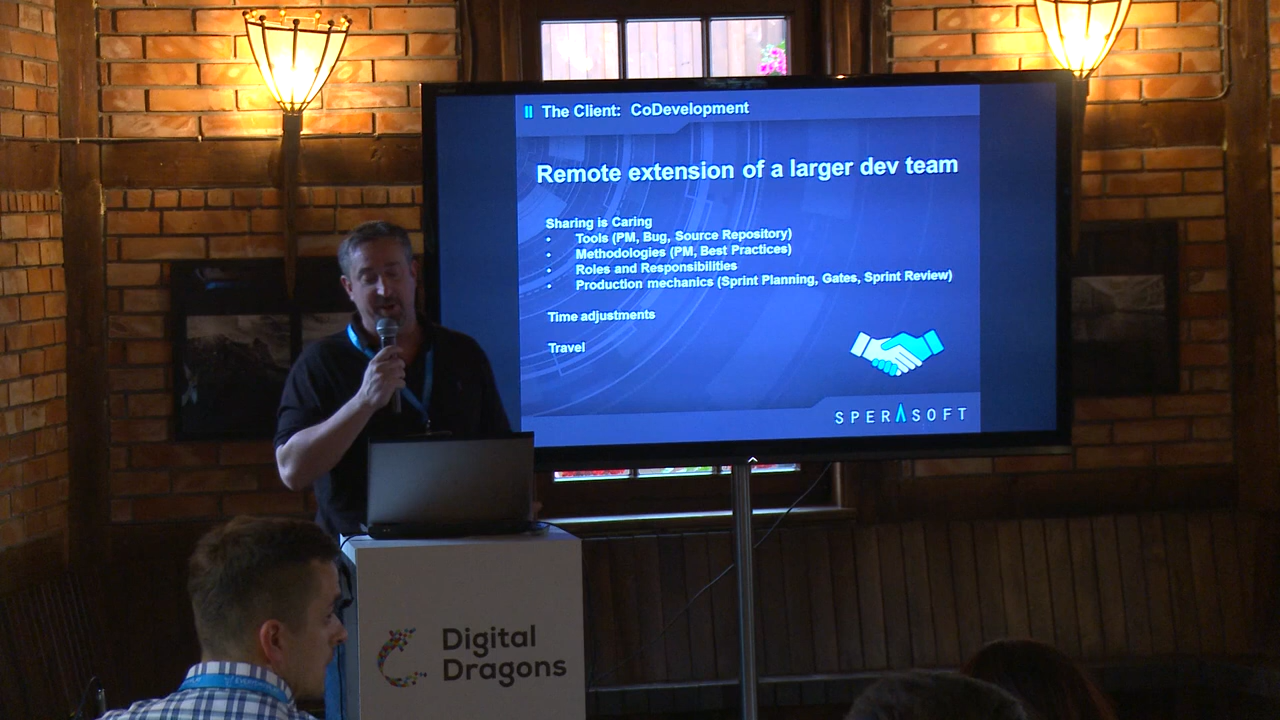 The Client: CoDevelopment
Remote extension of a larger dev team
Sharing is Caring
• Tools (PM, Bug, Source Repository)
• Methodologies (PM, Best Practices)
• Roles and Responsibilities
• Production mechanics (Sprint Planning, Gates, Sprint Review)
Time adjustments
Travel
SPERASOFT
Digital
Dragons